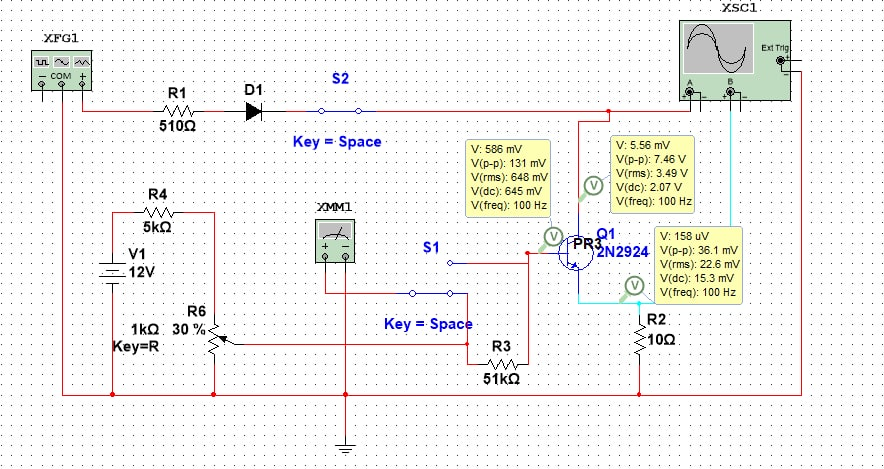 XSC1
XFG1
COM
+
Ext Trig
+
A
B
R1
510Ω
D1
S2
Key = Space
V: 586 mV
V(p-p): 131 mV
V(rms): 648 mV
V(dc): 645 mV
V(freq): 100 Hz
V: 5.56 mV
V(p-p): 7.46 V
V(rms): 3.49 V
V(dc): 2.07 V
V(freq): 100 Hz
V
V
R4
5kΩ
XMM1
+
V1
12V
S1
PR3
Q1
2N2924
V: 158 uV
V(p-p): 36.1 mV
V(rms): 22.6 mV
V(dc): 15.3 mV
V(freq): 100 Hz
V
R6
1kΩ 30 %
Key=R
Key = Space
R2
10Ω
R3
51kΩ